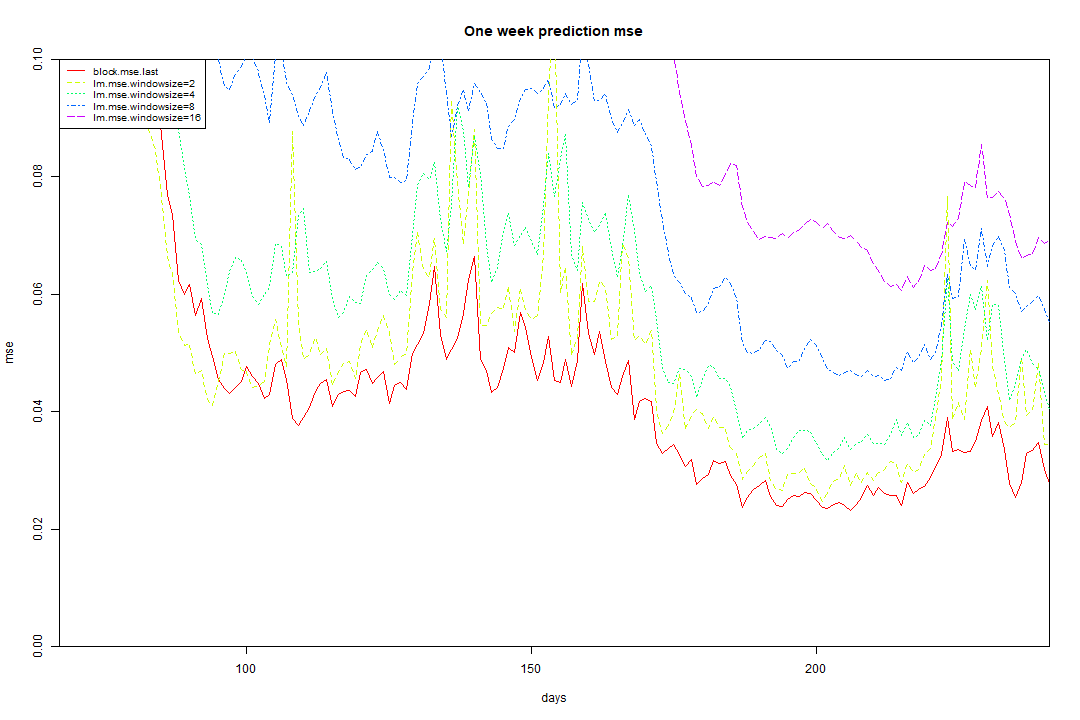 One week prediction mse
0.10
block.mse.last
lm.mse.windowsize=2
lm.mse.windowsize=4
lm.mse.windowsize=8
lm.mse.windowsize=16
0.08
0.06
mse
0.04
0.02
0.00
100
150
200
days